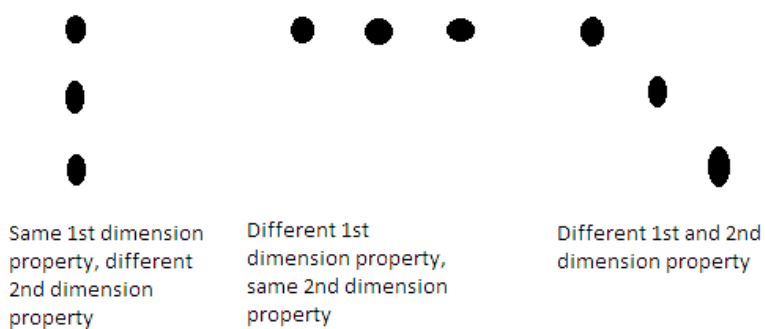 Same 1st dimension
property, different
2nd dimension
property
Different 1st
dimension property,
same 2nd dimension
property
Different 1st and 2nd
dimension property